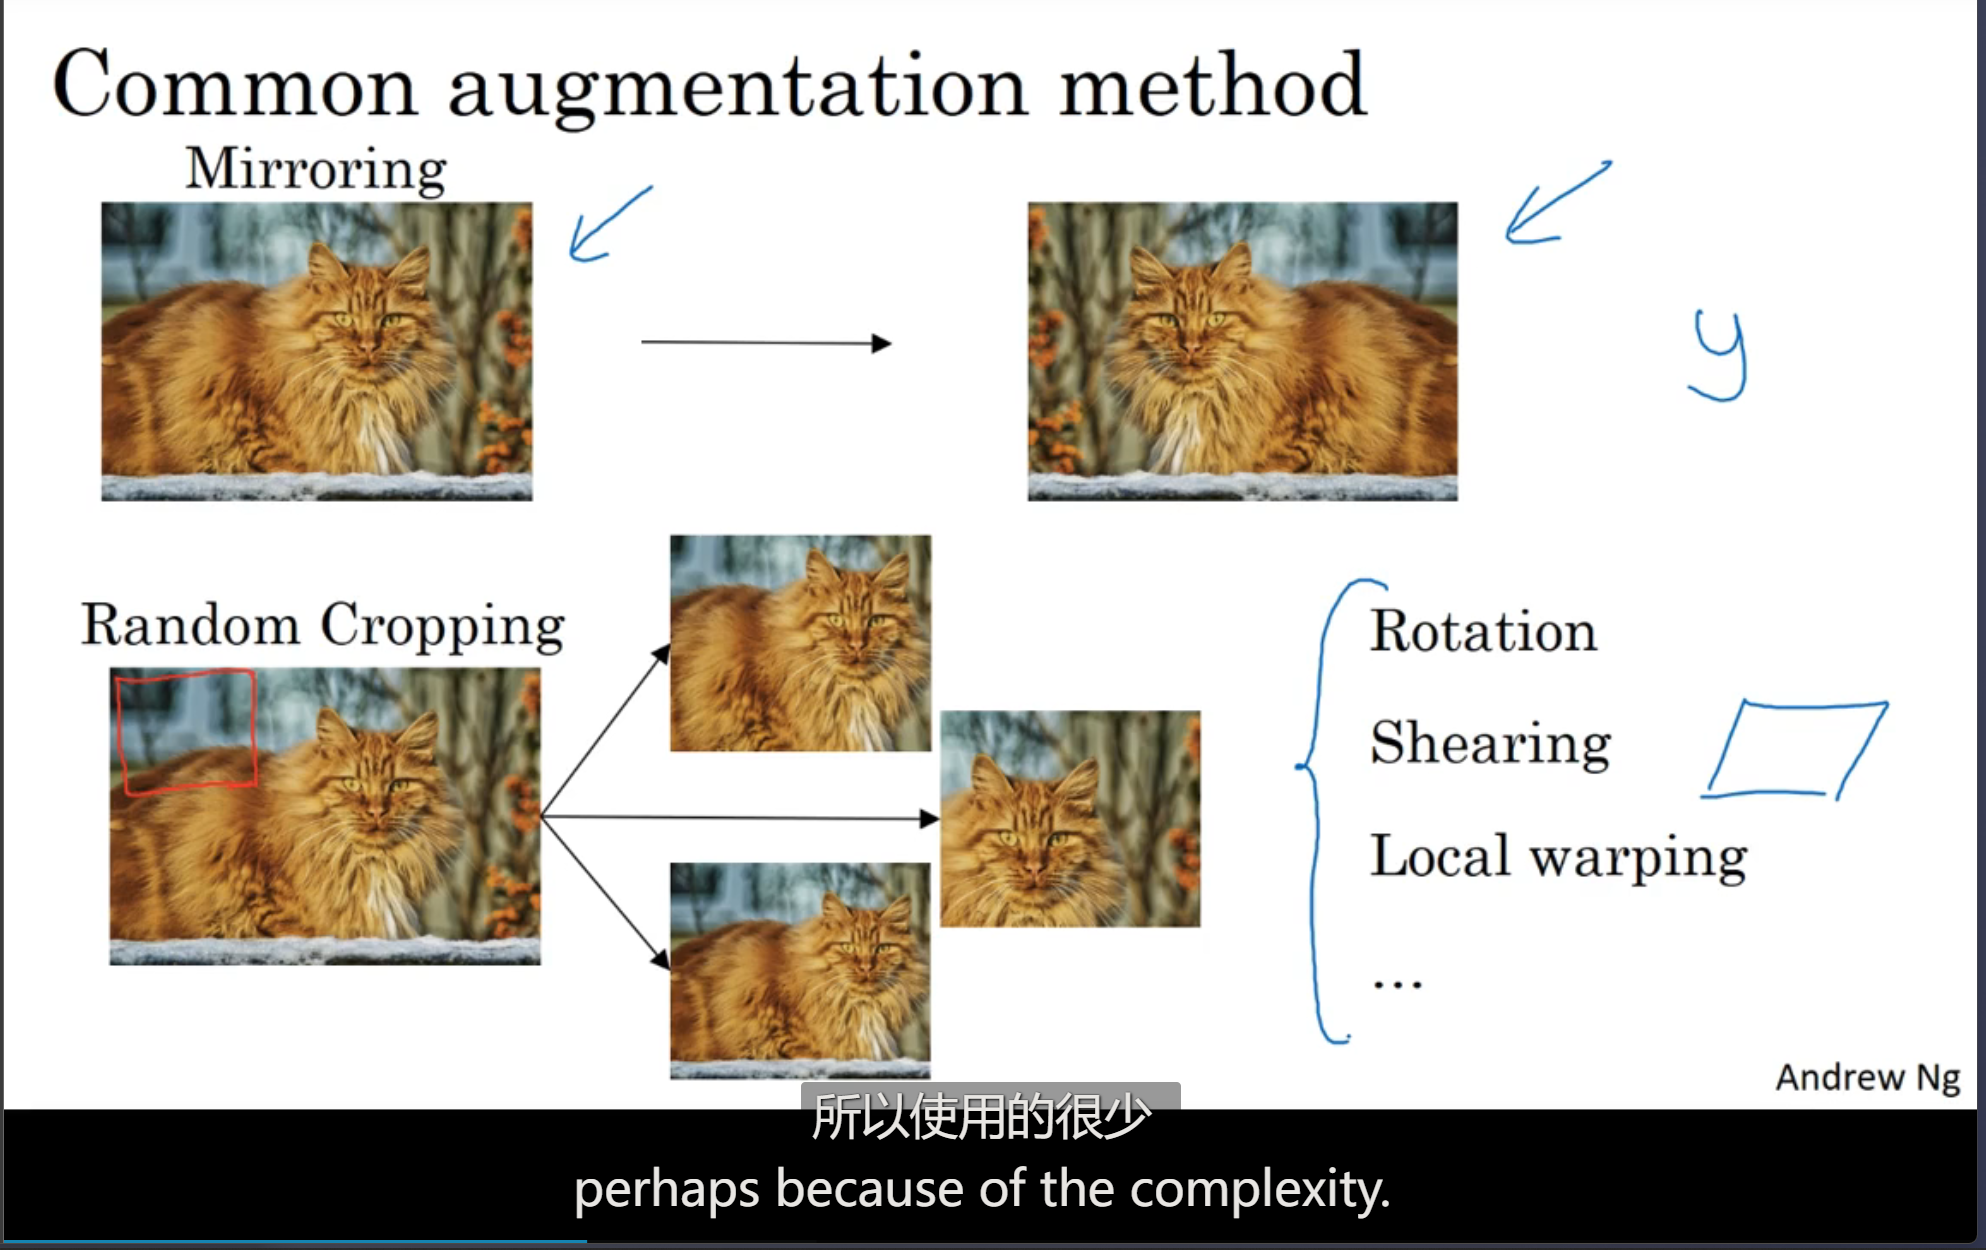 Common augmentation method
Mirroring
y
Random Cropping
Rotation
Shearing
Local warping
...
Andrew Ng
所以使用的很少
perhaps because of the complexity.